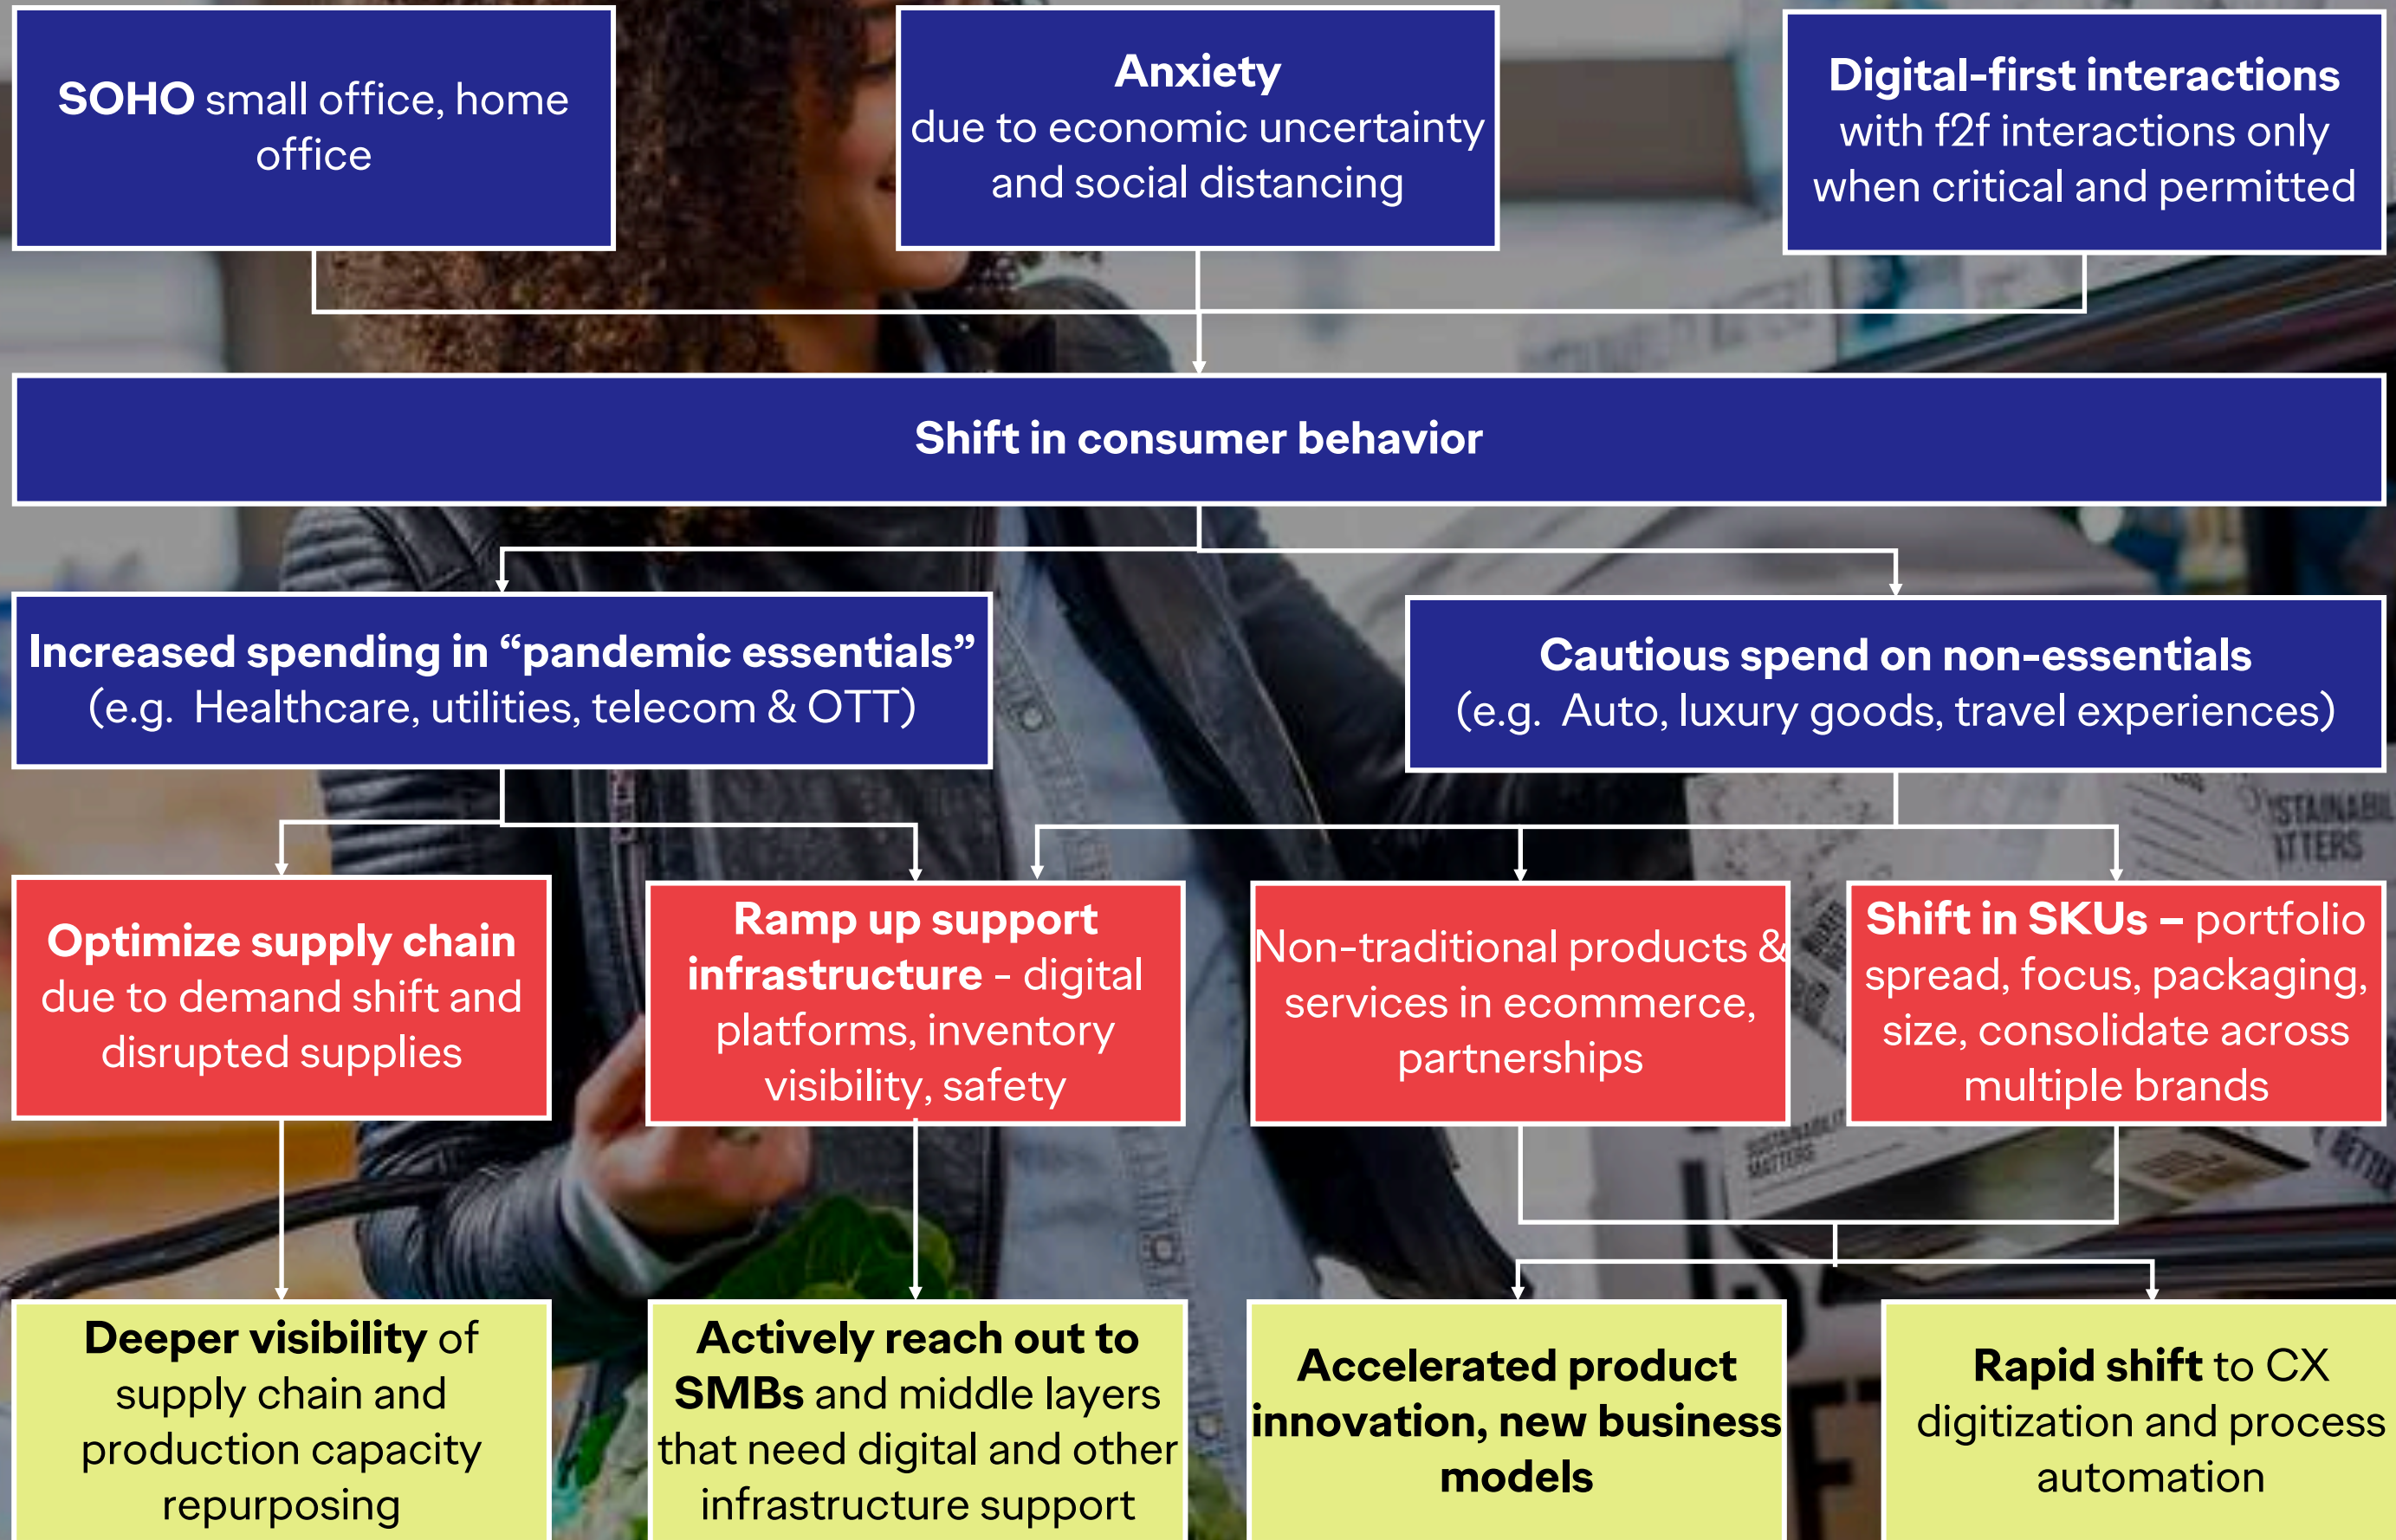 SOHO small office, home
office
Anxiety
due to economic uncertainty
and social distancing
Digital-first interactions
with f2f interactions only
when critical and permitted
Shift in consumer behavior
Increased spending in “pandemic essentials”
(e.g. Healthcare, utilities, telecom & OTT)
Cautious spend on non-essentials
(e.g. Auto, luxury goods, travel experiences)
Optimize supply chain
due to demand shift and
disrupted supplies
Ramp up support
infrastructure - digital
platforms, inventory
visibility, safety
Non-traditional products &
services in ecommerce,
partnerships
Shift in SKUs – portfolio
spread, focus, packaging,
size, consolidate across
multiple brands
Deeper visibility of
supply chain and
production capacity
repurposing
Actively reach out to
SMBs and middle layers
that need digital and other
infrastructure support
Accelerated product
innovation, new business
models
Rapid shift to CX
digitization and process
automation
SUSTAINABILITY
MATTERS